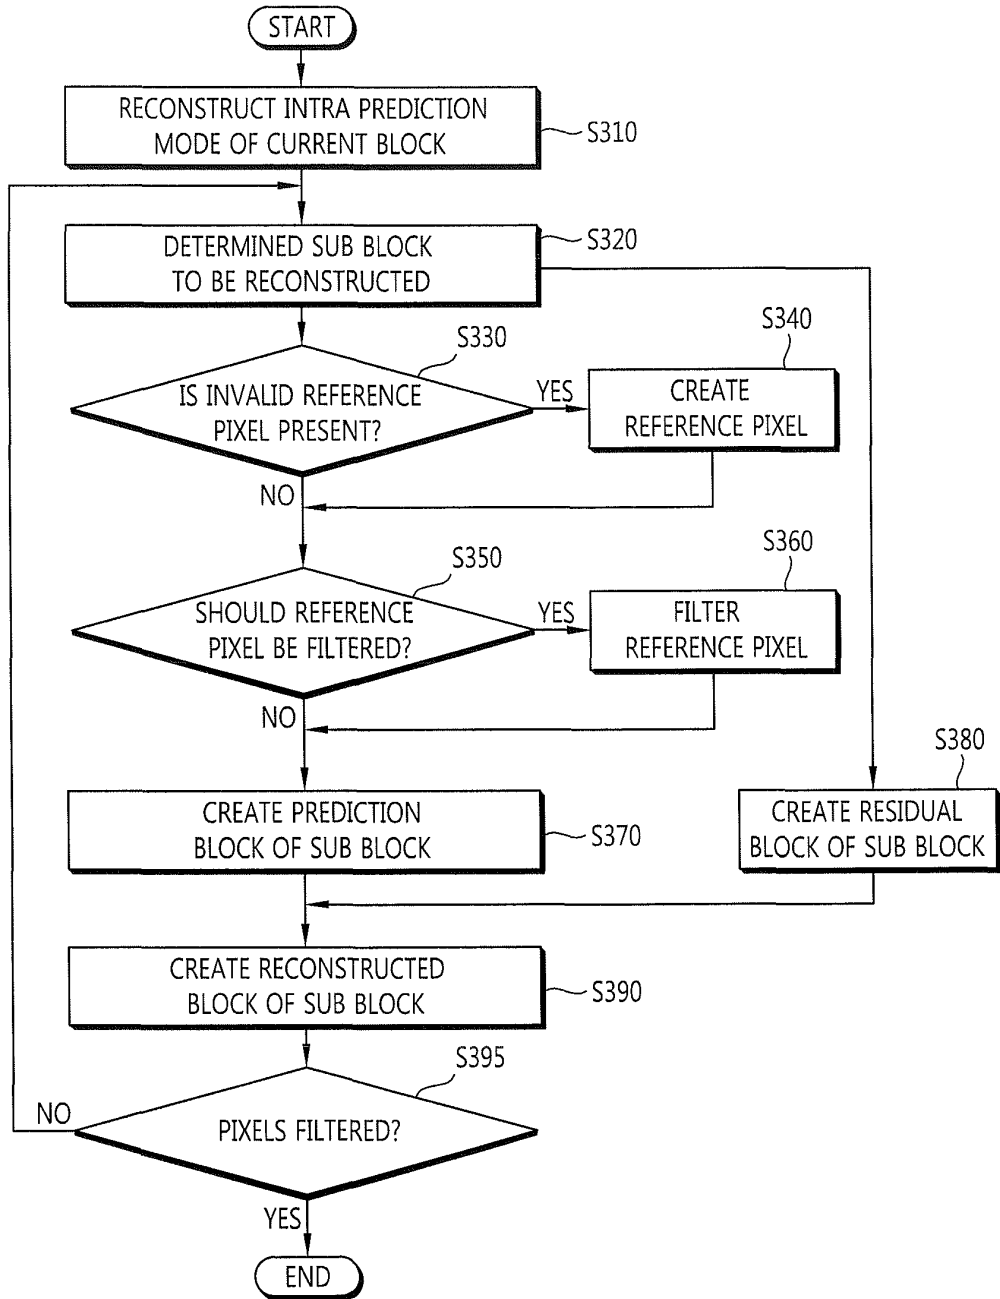 START
RECONSTRUCT INTRA PREDICTION
MODE OF CURRENT BLOCK
S310
DETERMINED SUB BLOCK
TO BE RECONSTRUCTED
S320
S330
IS INVALID REFERENCE
PIXEL PRESENT?
YES
S340
CREATE
REFERENCE PIXEL
NO
S350
SHOULD REFERENCE
PIXEL BE FILTERED?
YES
S360
FILTER
REFERENCE PIXEL
NO
CREATE PREDICTION
BLOCK OF SUB BLOCK
S370
S380
CREATE RESIDUAL
BLOCK OF SUB BLOCK
CREATE RECONSTRUCTED
BLOCK OF SUB BLOCK
S390
S395
PIXELS FILTERED?
NO
YES
END